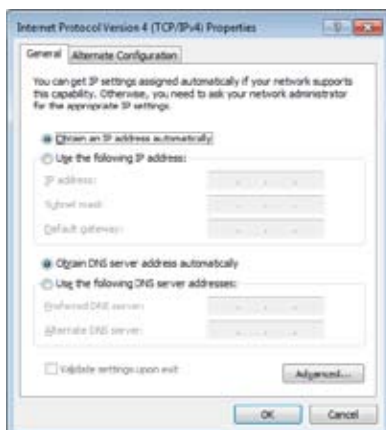 Internet Protocol Version 4 (TCP/IPv4) Properties
General
Alternate Configuration
You can get IP settings assigned automatically if your network supports
this capability. Otherwise, you need to ask your network administrator
for the appropriate IP settings.
Obtain an IP address automatically
Use the following IP address:
IP address:
Subnet mask:
Default gateway:
Obtain DNS server address automatically
Use the following DNS server addresses:
Preferred DNS server:
Alternate DNS server:
Validate settings upon exit
Advanced...
OK
Cancel